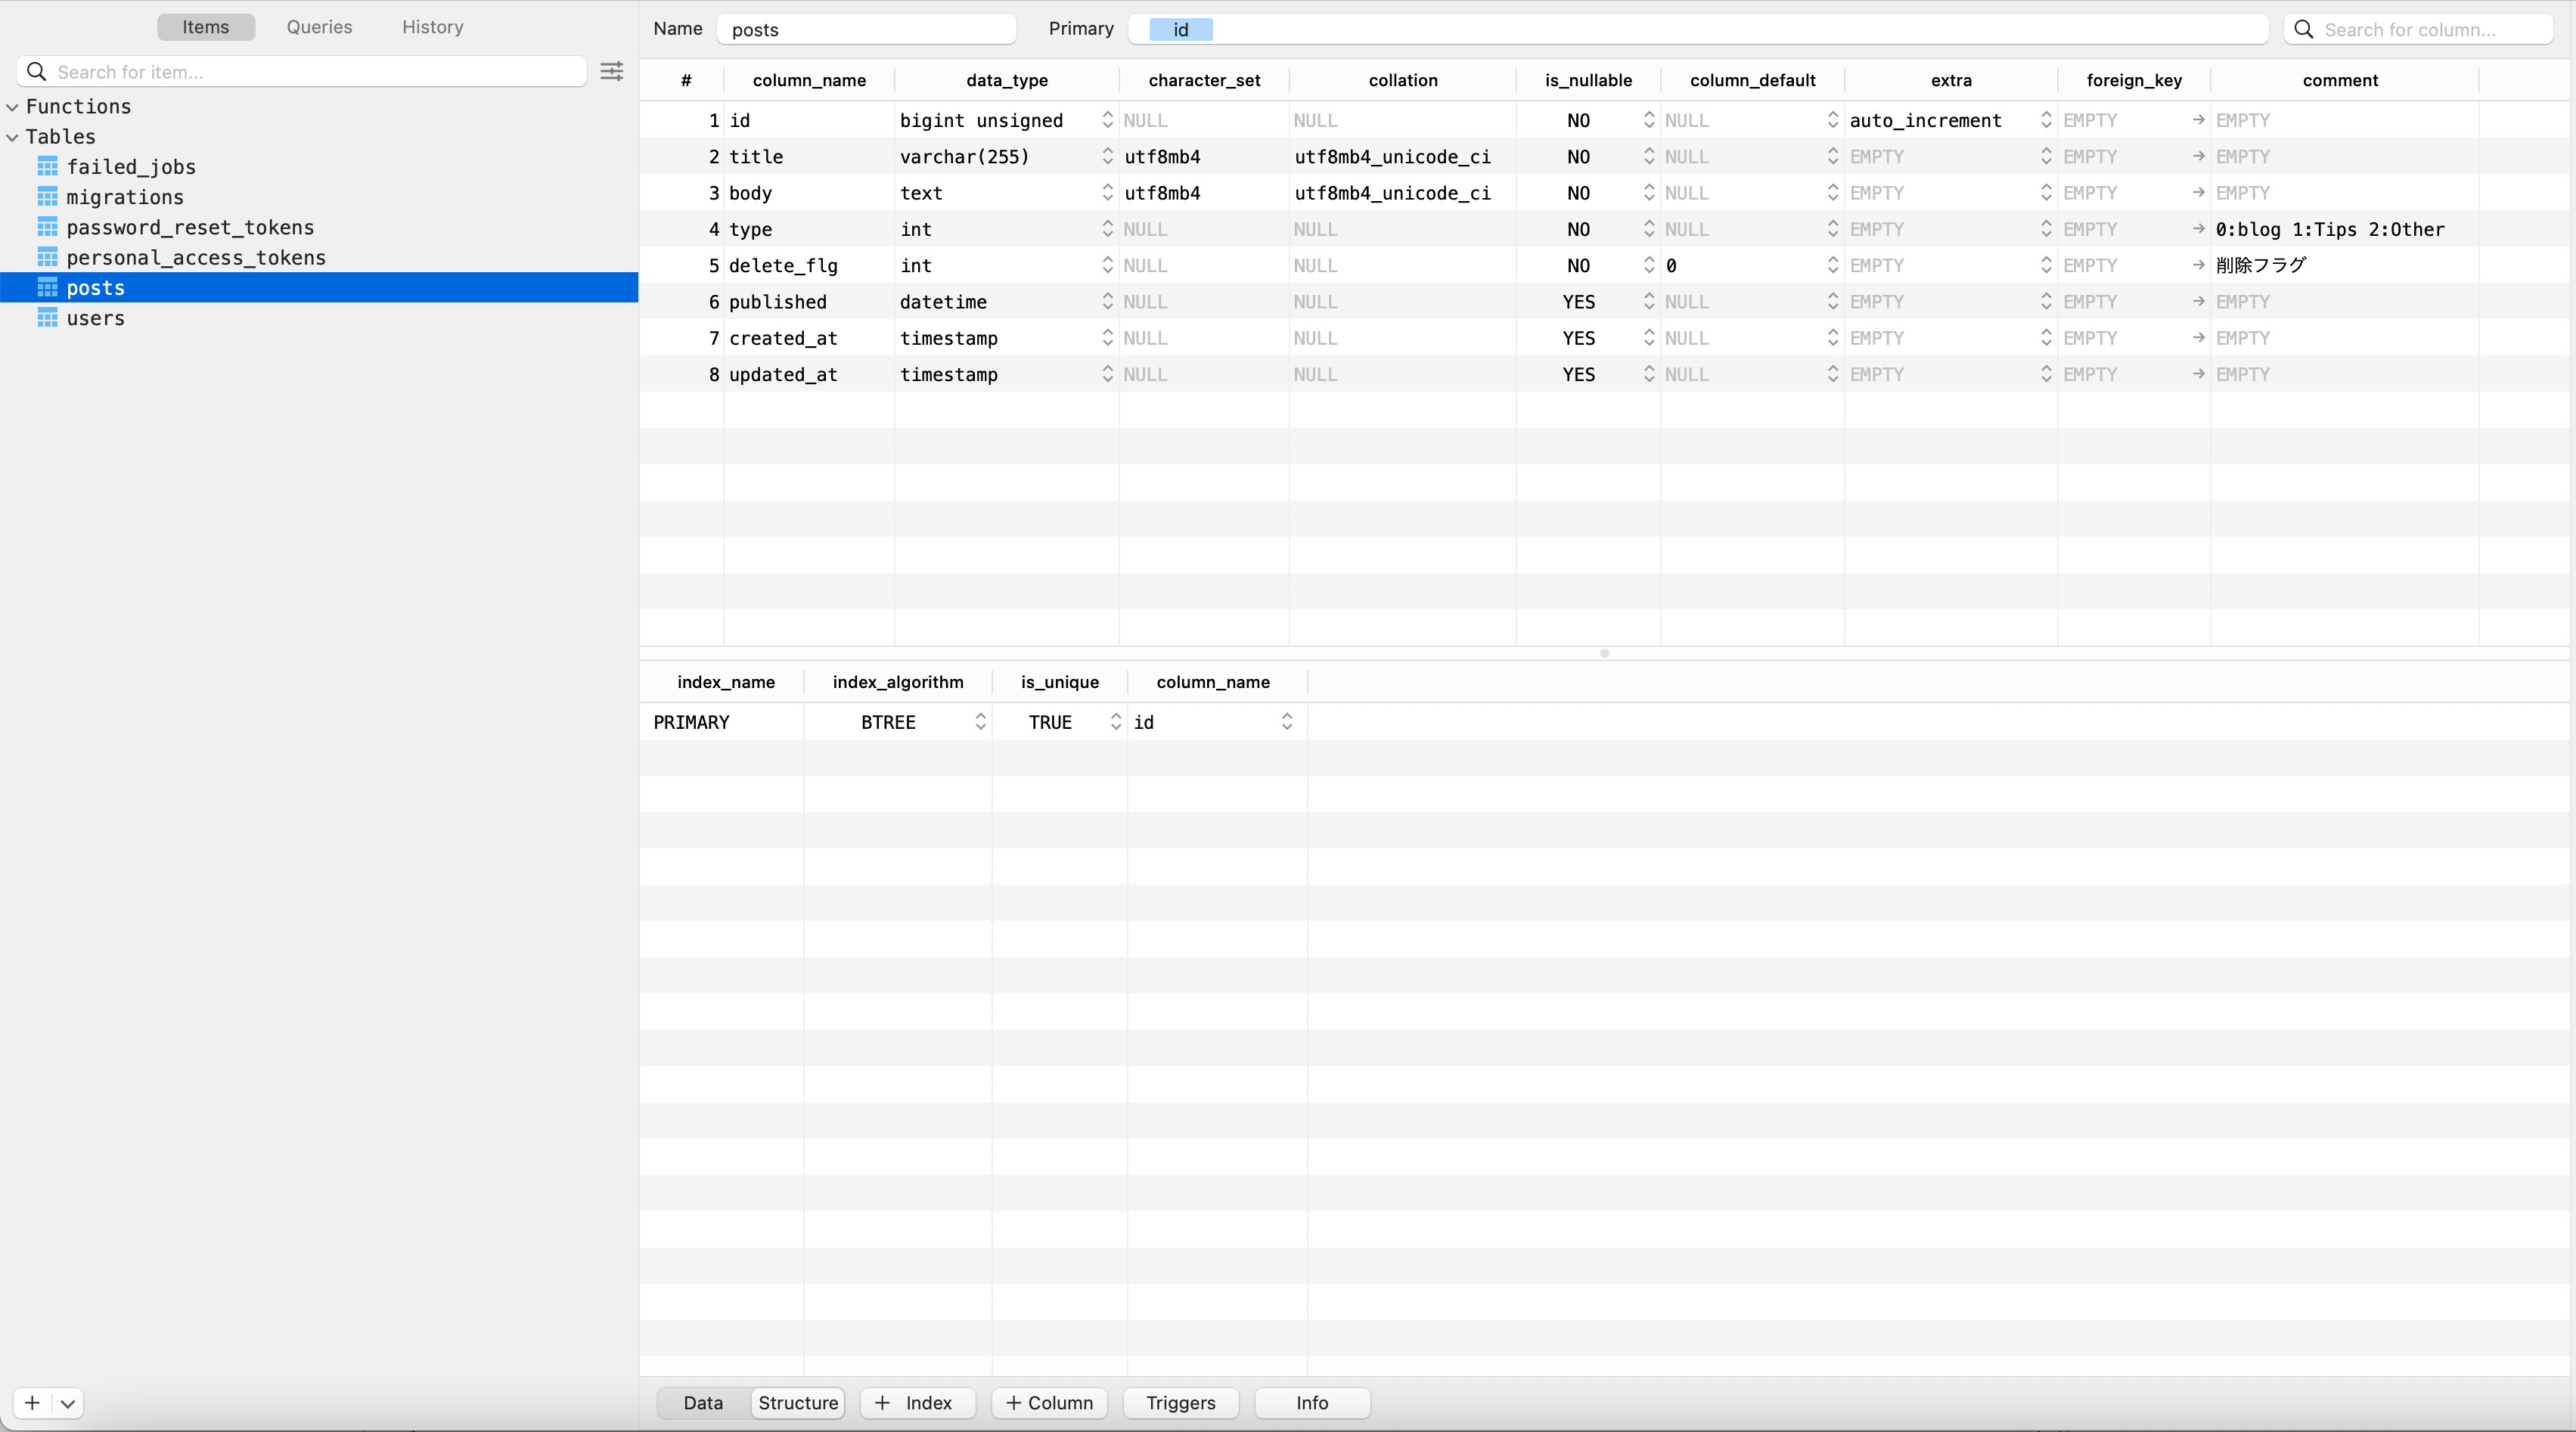 Items Queries History
Name posts Primary id Search for column...
Search for item...
Functions
Tables
failed_jobs
migrations
password_reset_tokens
personal_access_tokens
posts
users
# column_name data_type character_set collation is_nullable column_default extra foreign_key comment
1 id bigint unsigned NULL NULL NO NULL auto_increment EMPTY EMPTY
2 title varchar(255) utf8mb4 utf8mb4_unicode_ci NO NULL EMPTY EMPTY EMPTY
3 body text utf8mb4 utf8mb4_unicode_ci NO NULL EMPTY EMPTY EMPTY
4 type int NULL NULL NO NULL EMPTY EMPTY 0:blog 1:Tips 2:Other
5 delete_flg int NULL NULL NO 0 EMPTY EMPTY 削除フラグ
6 published datetime NULL NULL YES NULL EMPTY EMPTY EMPTY
7 created_at timestamp NULL NULL YES NULL EMPTY EMPTY EMPTY
8 updated_at timestamp NULL NULL YES NULL EMPTY EMPTY EMPTY
index_name index_algorithm is_unique column_name
PRIMARY BTREE TRUE id
+ Data Structure + Index + Column Triggers Info